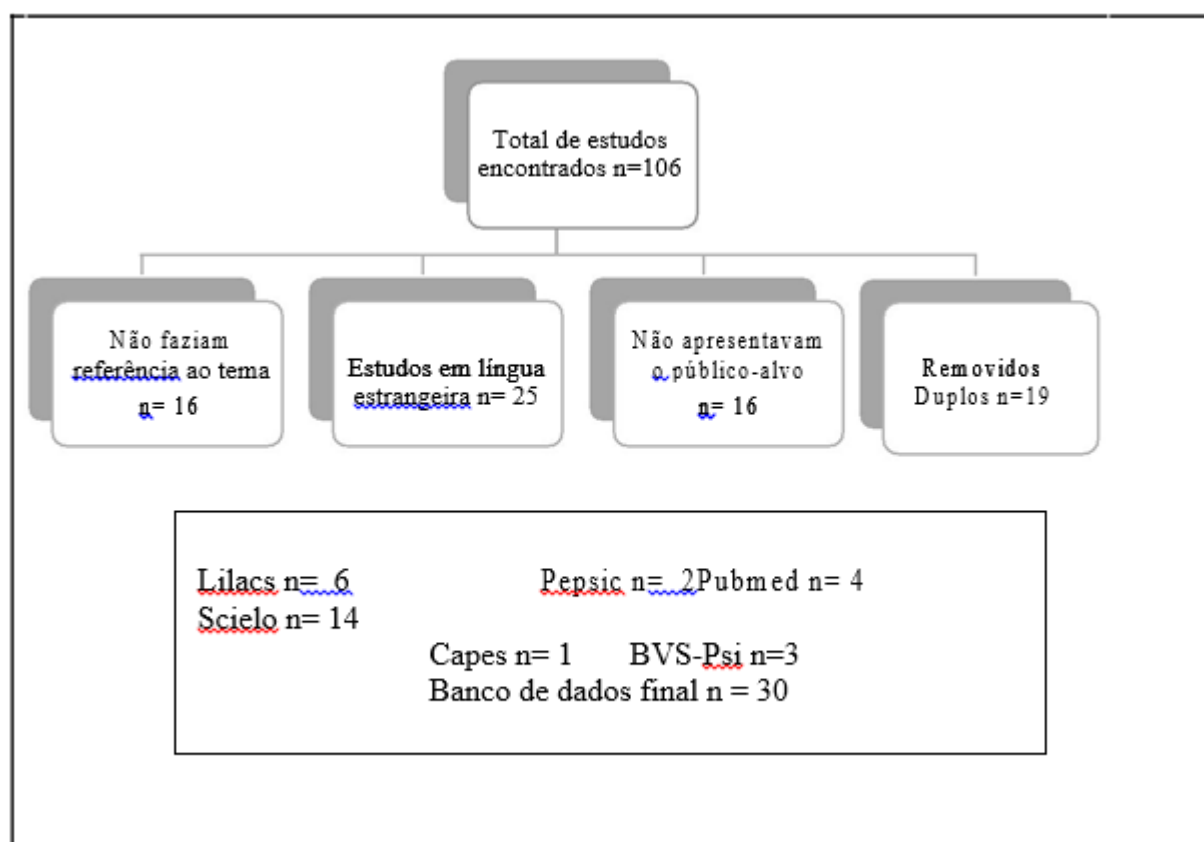 Total de estudos
encontrados n=106
Não faziam
referência ao tema
n= 16
Estudos em língua
estrangeira n= 25
Não apresentavam
o público-alvo
n= 16
Removidos
Duplos n=19
Lilacs n= 6 Pepsic n= 2Pubmed n= 4
Scielo n= 14
Capes n= 1 BVS-Psi n=3
Banco de dados final n = 30